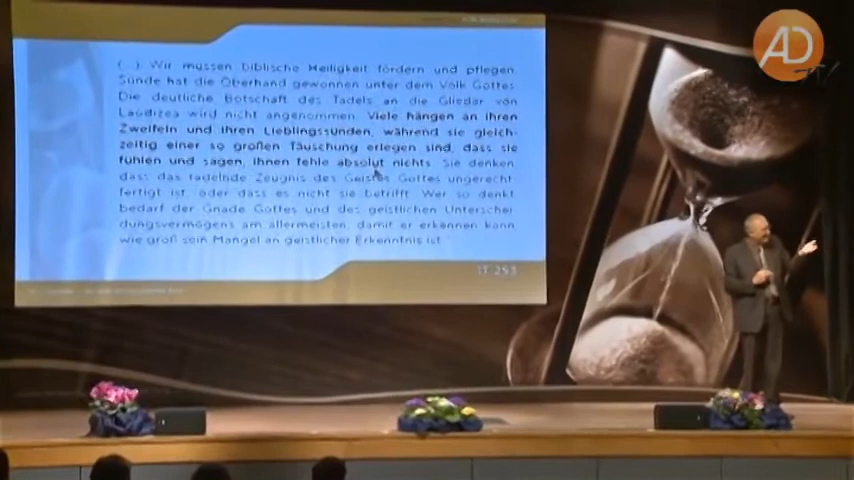 AD
TV
(...) Wir müssen biblische Heiligkeit fördern und pflegen.
Sünde hat die Oberhand gewonnen unter dem Volk Gottes.
Die deutliche Botschaft des Tadels an die Glieder von
Laodizea wird nicht angenommen. Viele hängen an ihren
Zweifeln und ihren Lieblingssünden, während sie gleich-
zeitig einer so großen Täuschung erlegen sind, dass sie
fühlen und sagen, ihnen fehle absolut nichts. Sie denken
dass das tadelnde Zeugnis des Geistes Gottes ungerecht-
fertigt ist, oder dass es nicht sie betrifft. Wer so denkt
bedarf der Gnade Gottes und des geistlichen Unterschei-
dungsvermögens am allermeisten, damit er erkennen kann
wie groß sein Mangel an geistlicher Erkenntnis ist.
1T 253